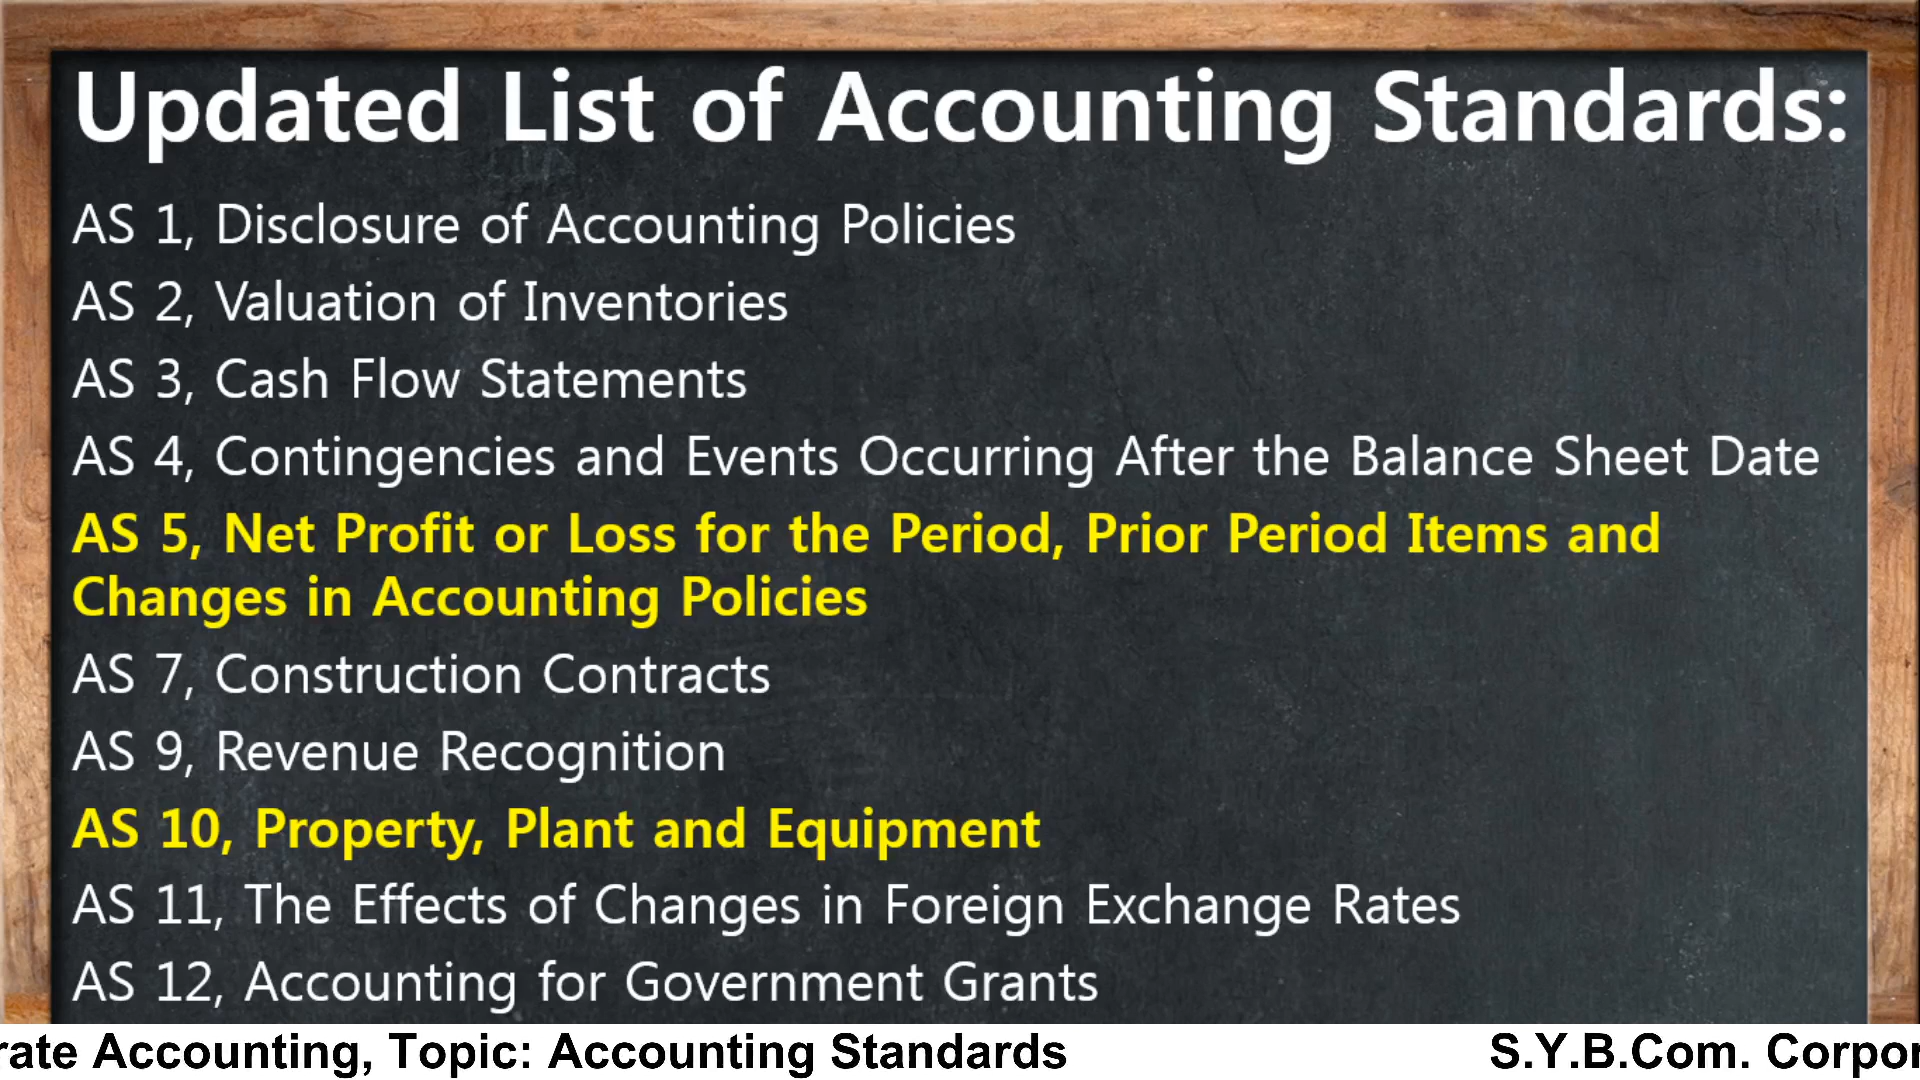 Updated List of Accounting Standards:
AS 1, Disclosure of Accounting Policies
AS 2, Valuation of Inventories
AS 3, Cash Flow Statements
AS 4, Contingencies and Events Occurring After the Balance Sheet Date
AS 5, Net Profit or Loss for the Period, Prior Period Items and
Changes in Accounting Policies
AS 7, Construction Contracts
AS 9, Revenue Recognition
AS 10, Property, Plant and Equipment
AS 11, The Effects of Changes in Foreign Exchange Rates
AS 12, Accounting for Government Grants
rate Accounting, Topic: Accounting Standards S.Y.B.Com. Corpor